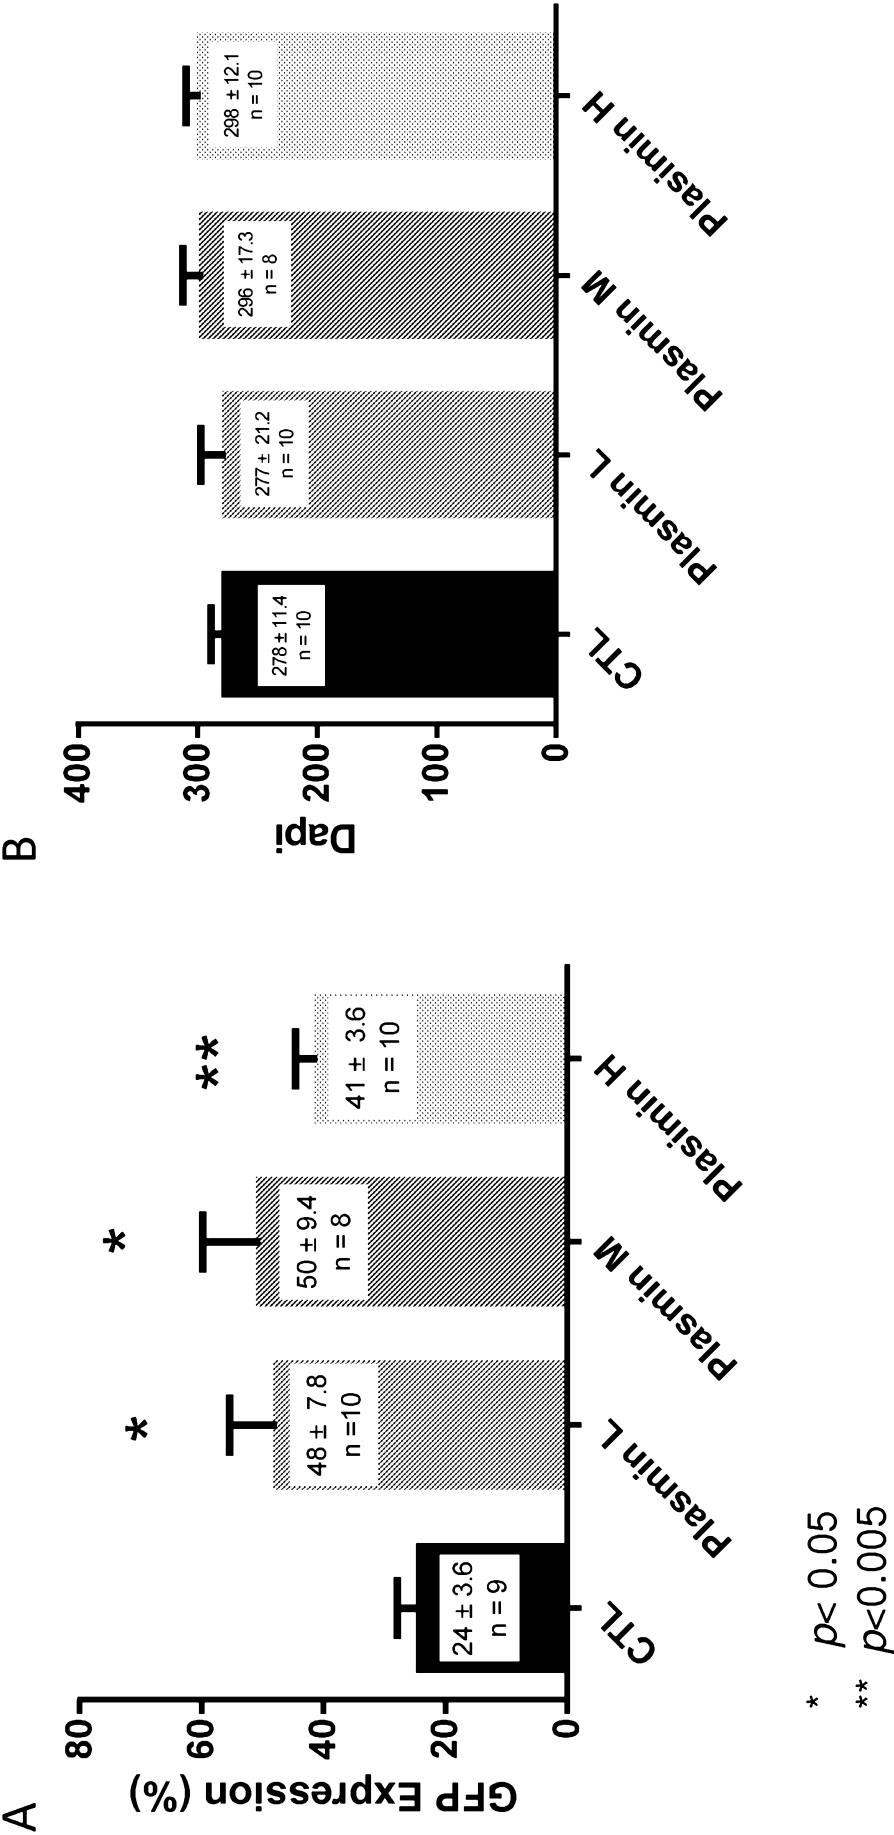 A
GFP Expression (%)
80
60
40
20
0
24 ± 3.6
n = 9
48 ± 7.8
n =10
50 ± 9.4
n = 8
41 ± 3.6
n = 10
*
*
**
CTL
Plasmin L
Plasmin M
Plasimin H
* p< 0.05
** p<0.005
B
Dapi
400
300
200
100
0
278 ± 11.4
n = 10
277 ± 21.2
n = 10
296 ± 17.3
n = 8
298 ± 12.1
n = 10
CTL
Plasmin L
Plasmin M
Plasimin H